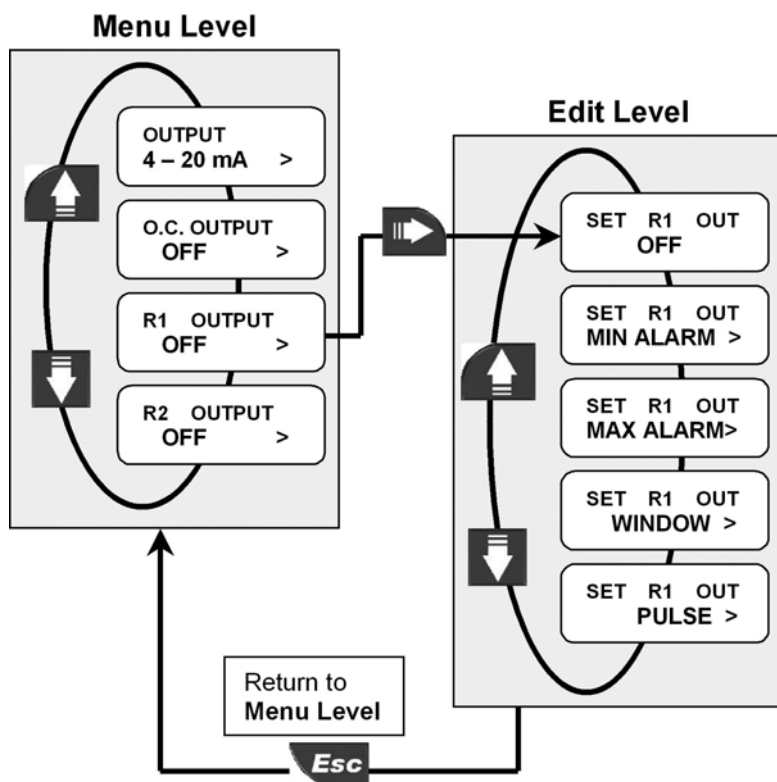 Menu Level
OUTPUT
4 – 20 mA >
O.C. OUTPUT
OFF >
R1 OUTPUT
OFF >
R2 OUTPUT
OFF >
Edit Level
SET R1 OUT
OFF
SET R1 OUT
MIN ALARM >
SET R1 OUT
MAX ALARM>
SET R1 OUT
WINDOW >
SET R1 OUT
PULSE >
Return to
Menu Level
Esc